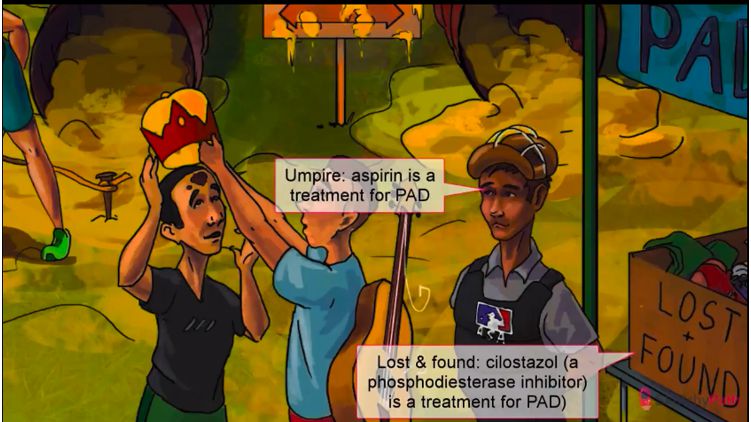 PAD
Umpire: aspirin is a
treatment for PAD
LOST
+
FOUND
Lost & found: cilostazol (a
phosphodiesterase inhibitor)
is a treatment for PAD)